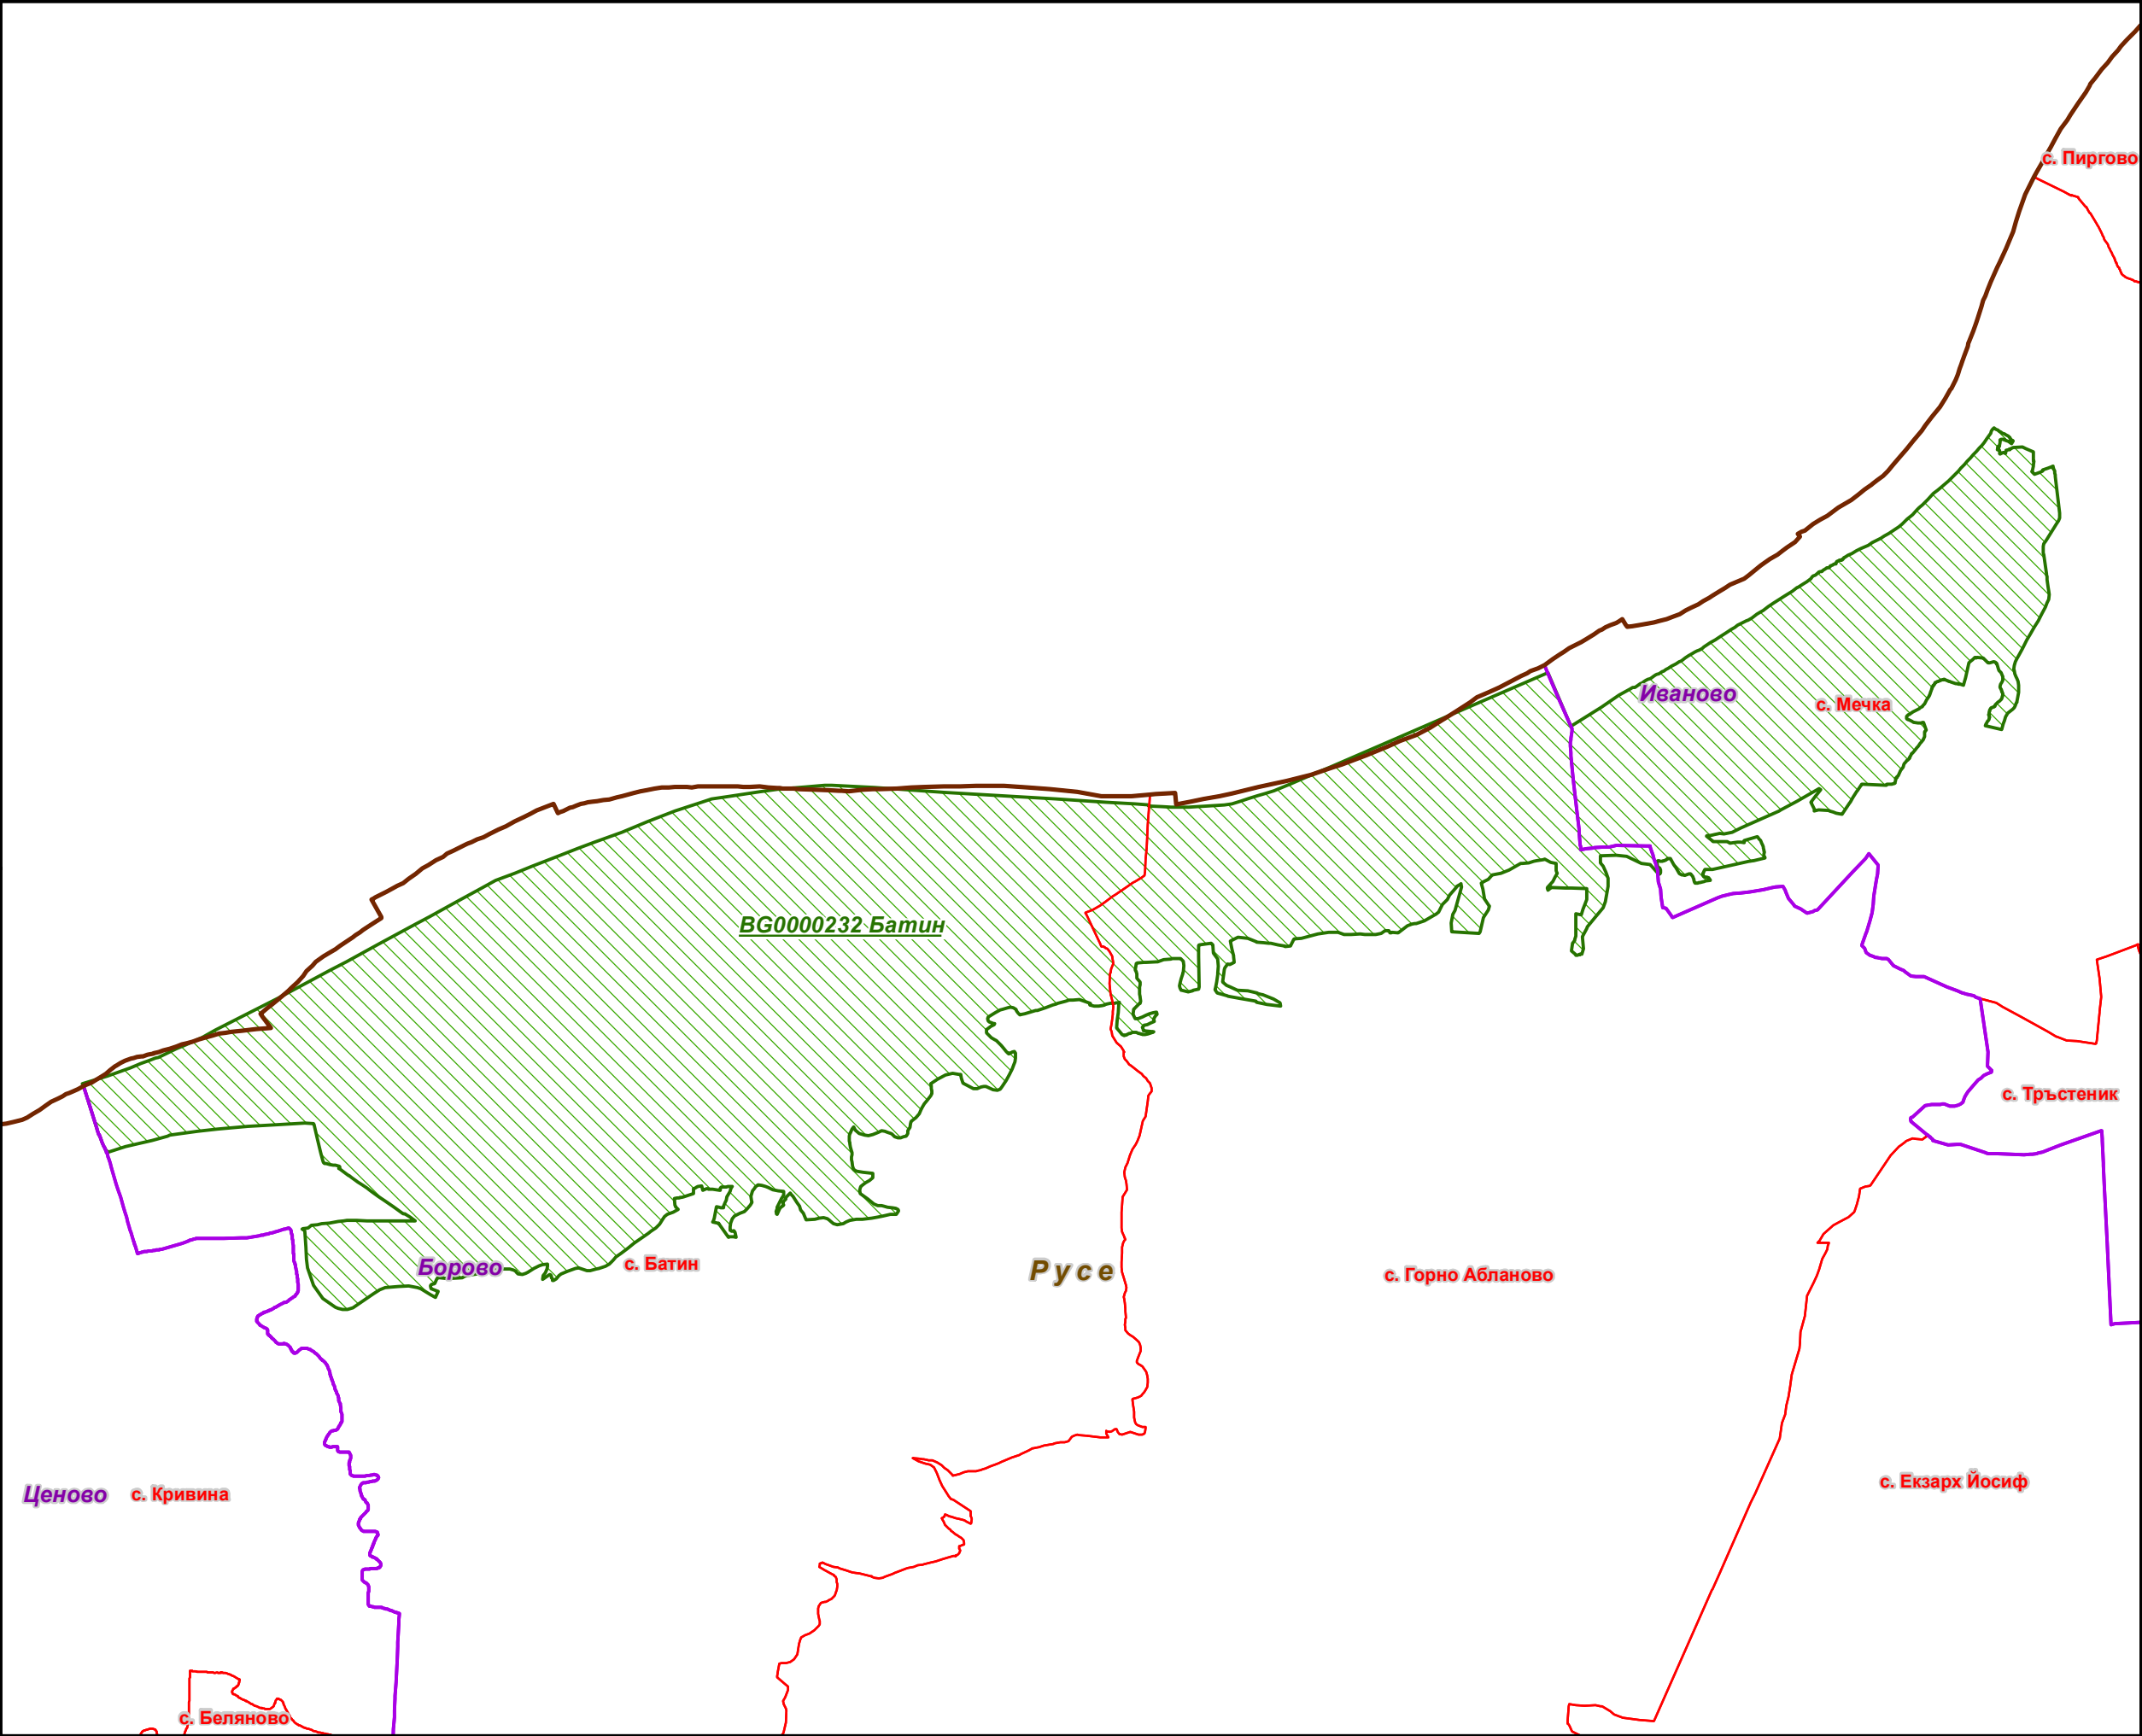 с. Пиргово
Иваново
с. Мечка
BG0000232 Батин
с. Тръстеник
Борово
с. Батин
Русе
с. Горно Абланово
с. Екзарх Йосиф
Ценово
с. Кривина
с. Беляново